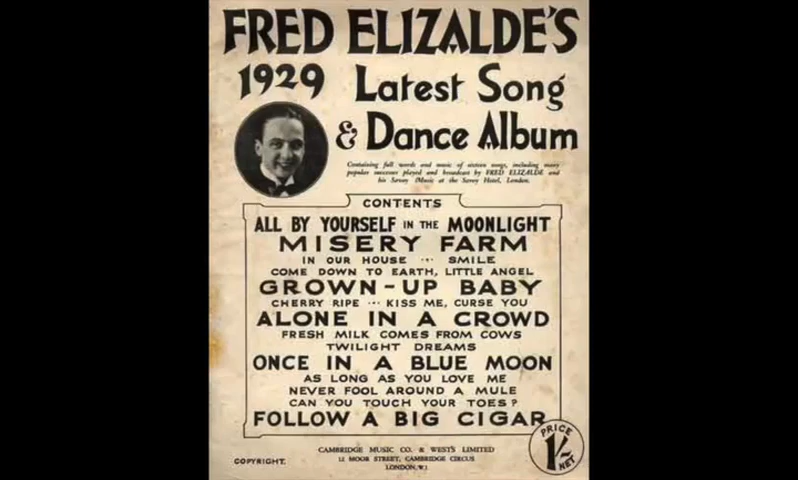 FRED ELIZALDE'S
1929 Latest Song
& Dance Album
Containing full words and music of sixteen songs, including many
popular successes played and broadcast by FRED ELIZALDE and
his Savoy Music at the Savoy Hotel, London.
CONTENTS
ALL BY YOURSELF IN THE MOONLIGHT
MISERY FARM
IN OUR HOUSE ··· SMILE
COME DOWN TO EARTH, LITTLE ANGEL
GROWN-UP BABY
CHERRY RIPE ··· KISS ME, CURSE YOU
ALONE IN A CROWD
FRESH MILK COMES FROM COWS
TWILIGHT DREAMS
ONCE IN A BLUE MOON
AS LONG AS YOU LOVE ME
NEVER FOOL AROUND A MULE
CAN YOU TOUCH YOUR TOES?
FOLLOW A BIG CIGAR
PRICE
1/-
NET
CAMBRIDGE MUSIC CO. & WEST'S LIMITED
12 MOOR STREET, CAMBRIDGE CIRCUS
LONDON, W.1
COPYRIGHT.